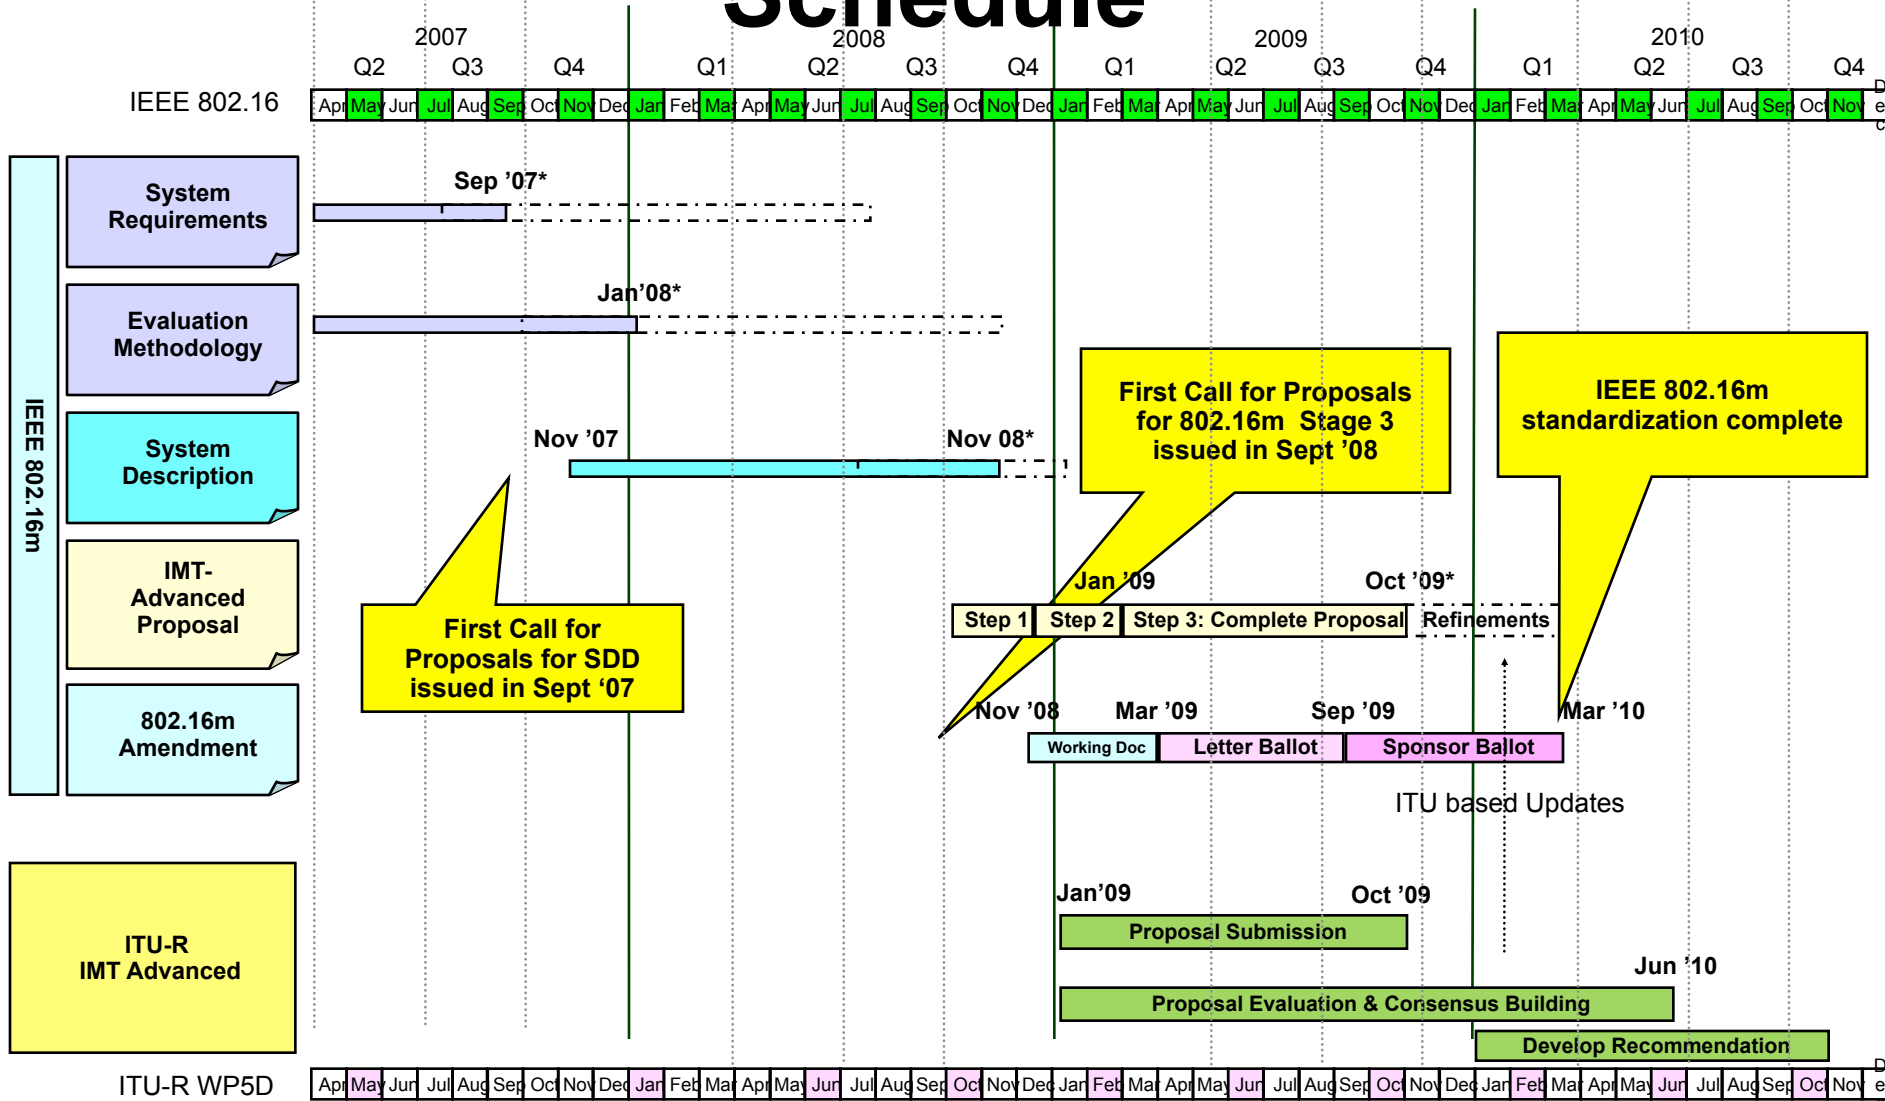 Schedule
2007 2008 2009 2010
Q2 Q3 Q4 Q1 Q2 Q3 Q4 Q1 Q2 Q3 Q4 Q1 Q2 Q3 Q4
IEEE 802.16
Apr May Jun Jul Aug Sep Oct Nov Dec Jan Feb Mar Apr May Jun Jul Aug Sep Oct Nov Dec Jan Feb Mar Apr May Jun Jul Aug Sep Oct Nov Dec Jan Feb Mar Apr May Jun Jul Aug Sep Oct Nov Dec
IEEE 802.16m
System
Requirements
Sep '07*
Evaluation
Methodology
Jan'08*
System
Description
Nov '07
Nov 08*
First Call for Proposals
for 802.16m Stage 3
issued in Sept '08
IEEE 802.16m
standardization complete
IMT-
Advanced
Proposal
First Call for
Proposals for SDD
issued in Sept '07
Jan '09
Oct '09*
Step 1 Step 2 Step 3: Complete Proposal Refinements
802.16m
Amendment
Nov '08 Mar '09 Sep '09 Mar '10
Working Doc Letter Ballot Sponsor Ballot
ITU based Updates
ITU-R
IMT Advanced
Jan'09
Oct '09
Proposal Submission
Jun '10
Proposal Evaluation & Consensus Building
Develop Recommendation
ITU-R WP5D
Apr May Jun Jul Aug Sep Oct Nov Dec Jan Feb Mar Apr May Jun Jul Aug Sep Oct Nov Dec Jan Feb Mar Apr May Jun Jul Aug Sep Oct Nov Dec Jan Feb Mar Apr May Jun Jul Aug Sep Oct Nov De